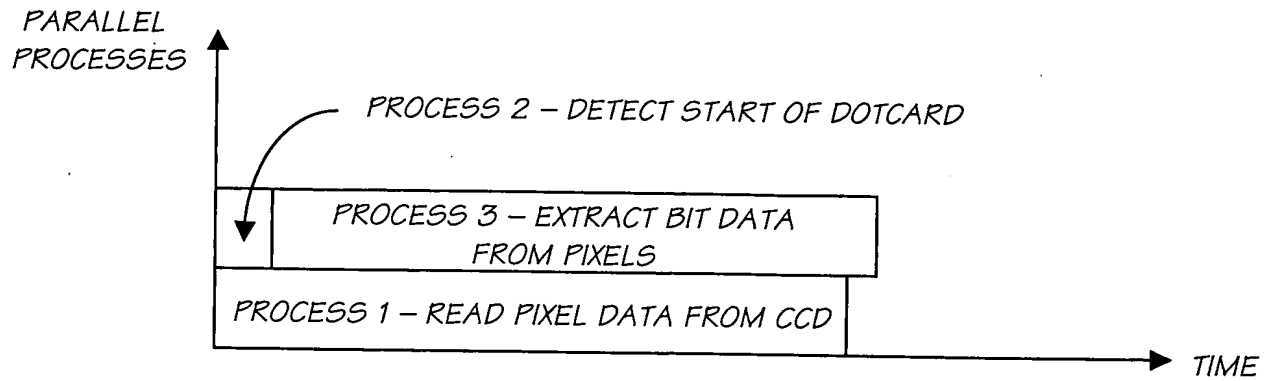 PARALLEL
PROCESSES
PROCESS 2 – DETECT START OF DOTCARD
PROCESS 3 – EXTRACT BIT DATA
FROM PIXELS
PROCESS 1 – READ PIXEL DATA FROM CCD
TIME